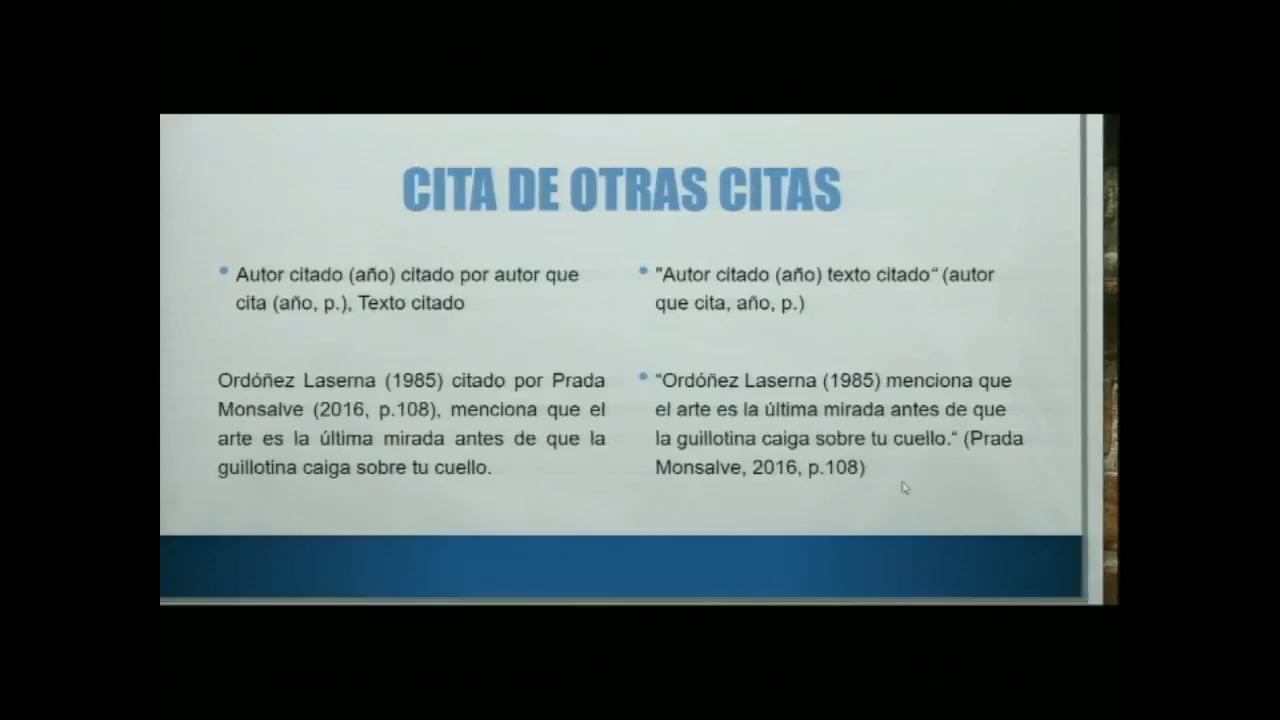 CITA DE OTRAS CITAS
• Autor citado (año) citado por autor que
cita (año, p.), Texto citado
Ordóñez Laserna (1985) citado por Prada
Monsalve (2016, p.108), menciona que el
arte es la última mirada antes de que la
guillotina caiga sobre tu cuello.
• "Autor citado (año) texto citado“ (autor
que cita, año, p.)
• “Ordóñez Laserna (1985) menciona que
el arte es la última mirada antes de que
la guillotina caiga sobre tu cuello.“ (Prada
Monsalve, 2016, p.108)